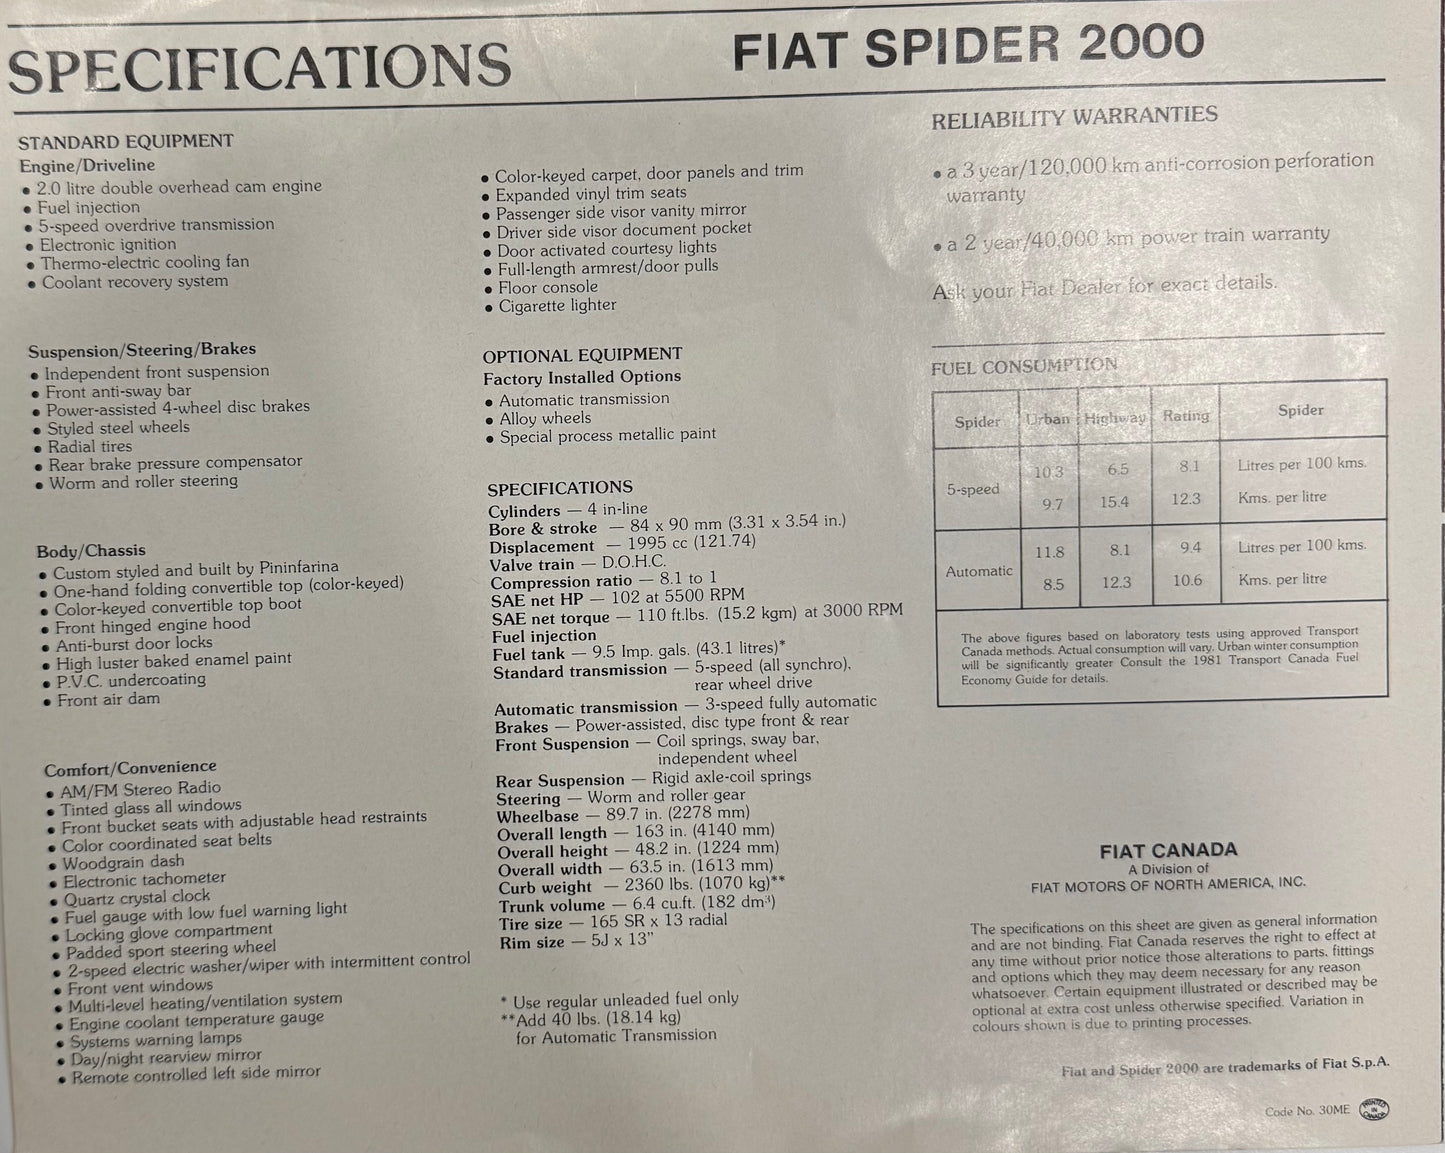 SPECIFICATIONS
FIAT SPIDER 2000
STANDARD EQUIPMENT
Engine/Driveline
• 2.0 litre double overhead cam engine
• Fuel injection
• 5-speed overdrive transmission
• Electronic ignition
• Thermo-electric cooling fan
• Coolant recovery system
Suspension/Steering/Brakes
• Independent front suspension
• Front anti-sway bar
• Power-assisted 4-wheel disc brakes
• Styled steel wheels
• Radial tires
• Rear brake pressure compensator
• Worm and roller steering
Body/Chassis
• Custom styled and built by Pininfarina
• One-hand folding convertible top (color-keyed)
• Color-keyed convertible top boot
• Front hinged engine hood
• Anti-burst door locks
• High luster baked enamel paint
• P.V.C. undercoating
• Front air dam
Comfort/Convenience
• AM/FM Stereo Radio
• Tinted glass all windows
• Front bucket seats with adjustable head restraints
• Color coordinated seat belts
• Woodgrain dash
• Electronic tachometer
• Quartz crystal clock
• Fuel gauge with low fuel warning light
• Locking glove compartment
• Padded sport steering wheel
• 2-speed electric washer/wiper with intermittent control
• Front vent windows
• Multi-level heating/ventilation system
• Engine coolant temperature gauge
• Systems warning lamps
• Day/night rearview mirror
• Remote controlled left side mirror
• Color-keyed carpet, door panels and trim
• Expanded vinyl trim seats
• Passenger side visor vanity mirror
• Driver side visor document pocket
• Door activated courtesy lights
• Full-length armrest/door pulls
• Floor console
• Cigarette lighter
OPTIONAL EQUIPMENT
Factory Installed Options
• Automatic transmission
• Alloy wheels
• Special process metallic paint
SPECIFICATIONS
Cylinders — 4 in-line
Bore & stroke — 84 x 90 mm (3.31 x 3.54 in.)
Displacement — 1995 cc (121.74)
Valve train — D.O.H.C.
Compression ratio — 8.1 to 1
SAE net HP — 102 at 5500 RPM
SAE net torque — 110 ft.lbs. (15.2 kgm) at 3000 RPM
Fuel injection
Fuel tank — 9.5 Imp. gals. (43.1 litres)*
Standard transmission — 5-speed (all synchro),
rear wheel drive
Automatic transmission — 3-speed fully automatic
Brakes — Power-assisted, disc type front & rear
Front Suspension — Coil springs, sway bar,
independent wheel
Rear Suspension — Rigid axle-coil springs
Steering — Worm and roller gear
Wheelbase — 89.7 in. (2278 mm)
Overall length — 163 in. (4140 mm)
Overall height — 48.2 in. (1224 mm)
Overall width — 63.5 in. (1613 mm)
Curb weight — 2360 lbs. (1070 kg)**
Trunk volume — 6.4 cu.ft. (182 dm³)
Tire size — 165 SR x 13 radial
Rim size — 5J x 13"
* Use regular unleaded fuel only
**Add 40 lbs. (18.14 kg)
for Automatic Transmission
RELIABILITY WARRANTIES
• a 3 year/120,000 km anti-corrosion perforation
warranty
• a 2 year/40,000 km power train warranty
Ask your Fiat Dealer for exact details.
FUEL CONSUMPTION
Spider Urban Highway Rating Spider
10.3 6.5 8.1 Litres per 100 kms.
5-speed
9.7 15.4 12.3 Kms. per litre
11.8 8.1 9.4 Litres per 100 kms.
Automatic
8.5 12.3 10.6 Kms. per litre
The above figures based on laboratory tests using approved Transport
Canada methods. Actual consumption will vary. Urban winter consumption
will be significantly greater Consult the 1981 Transport Canada Fuel
Economy Guide for details.
FIAT CANADA
A Division of
FIAT MOTORS OF NORTH AMERICA, INC.
The specifications on this sheet are given as general information
and are not binding. Fiat Canada reserves the right to effect at
any time without prior notice those alterations to parts, fittings
and options which they may deem necessary for any reason
whatsoever. Certain equipment illustrated or described may be
optional at extra cost unless otherwise specified. Variation in
colours shown is due to printing processes.
Fiat and Spider 2000 are trademarks of Fiat S.p.A.
Code No. 30ME
PRINTED
IN
CANADA